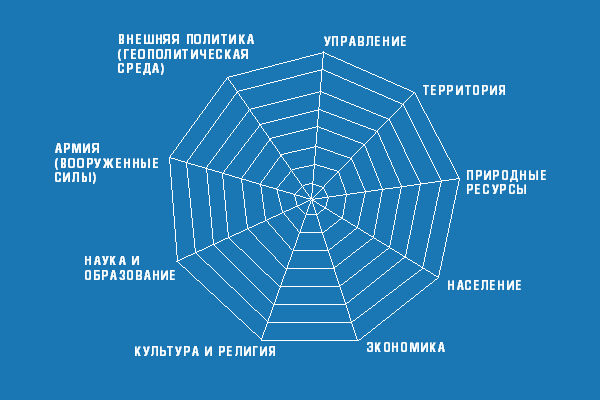 ВНЕШНЯЯ ПОЛИТИКА
(ГЕОПОЛИТИЧЕСКАЯ
СРЕДА)
УПРАВЛЕНИЕ
ТЕРРИТОРИЯ
АРМИЯ
(ВООРУЖЕННЫЕ
СИЛЫ)
ПРИРОДНЫЕ
РЕСУРСЫ
НАУКА И
ОБРАЗОВАНИЕ
НАСЕЛЕНИЕ
КУЛЬТУРА И РЕЛИГИЯ
ЭКОНОМИКА